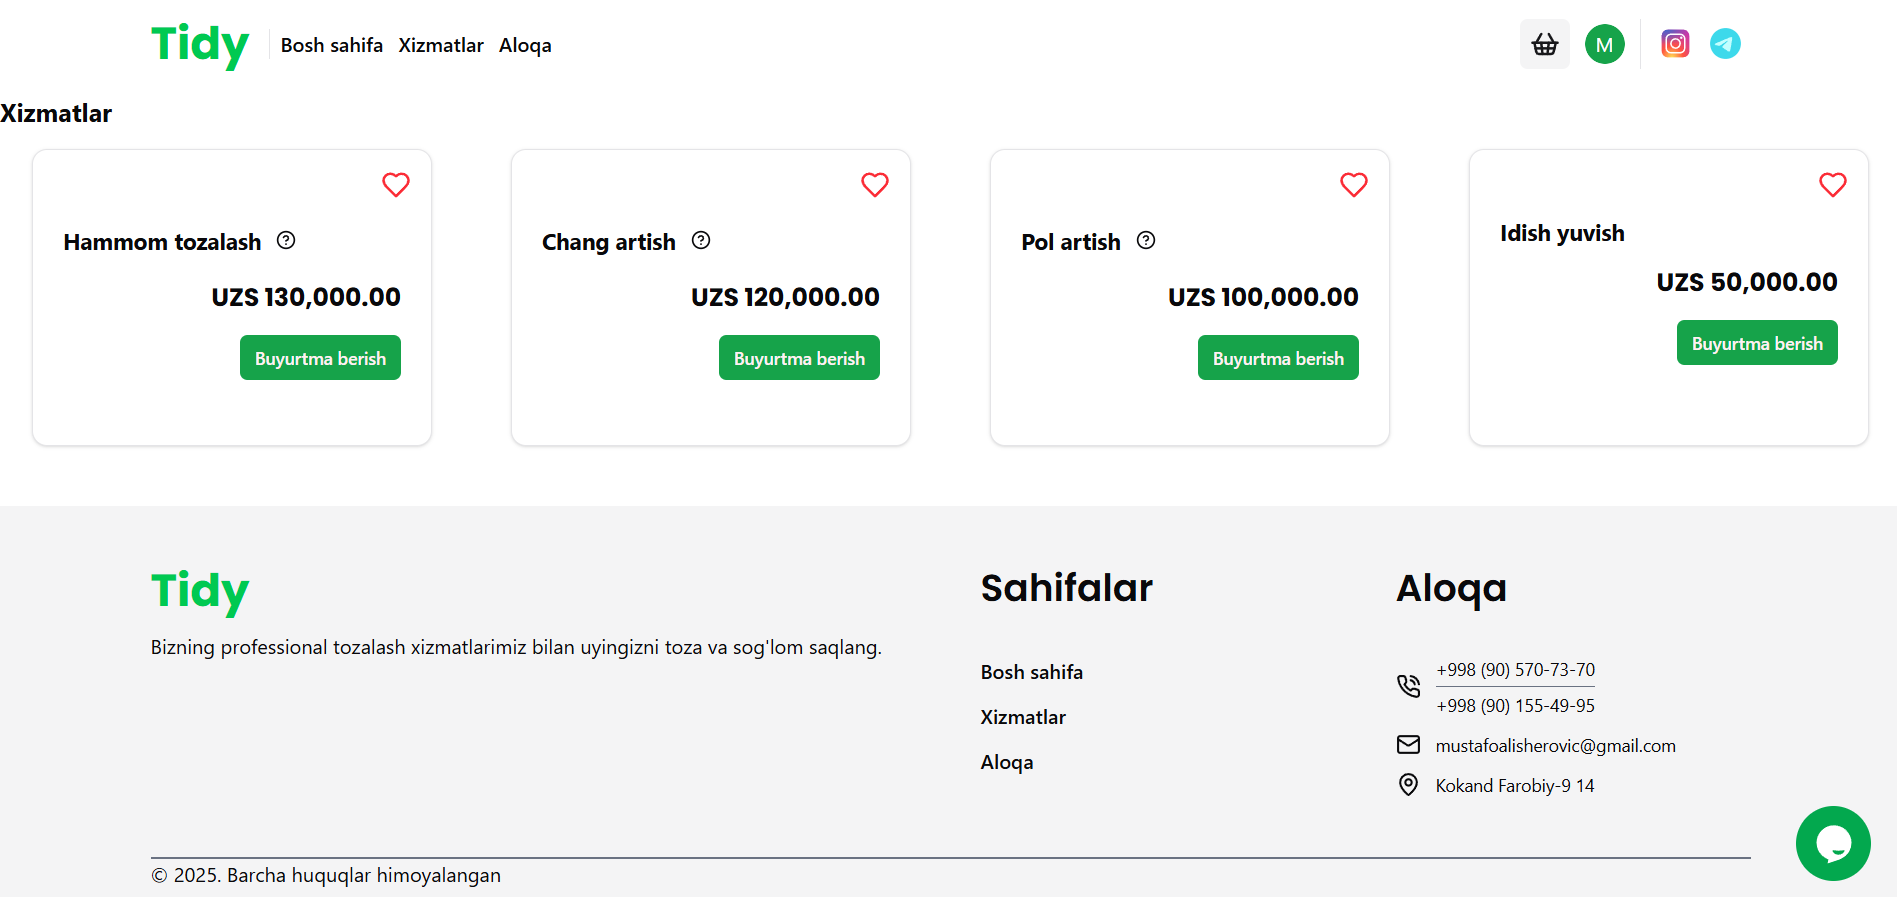 Tidy
Bosh sahifa Xizmatlar Aloqa
M
Xizmatlar
Hammom tozalash
UZS 130,000.00
Buyurtma berish
Chang artish
UZS 120,000.00
Buyurtma berish
Pol artish
UZS 100,000.00
Buyurtma berish
Idish yuvish
UZS 50,000.00
Buyurtma berish
Tidy
Bizning professional tozalash xizmatlarimiz bilan uyingizni toza va sog'lom saqlang.
Sahifalar
Bosh sahifa
Xizmatlar
Aloqa
Aloqa
+998 (90) 570-73-70
+998 (90) 155-49-95
mustafoalisherovic@gmail.com
Kokand Farobiy-9 14
© 2025. Barcha huquqlar himoyalangan